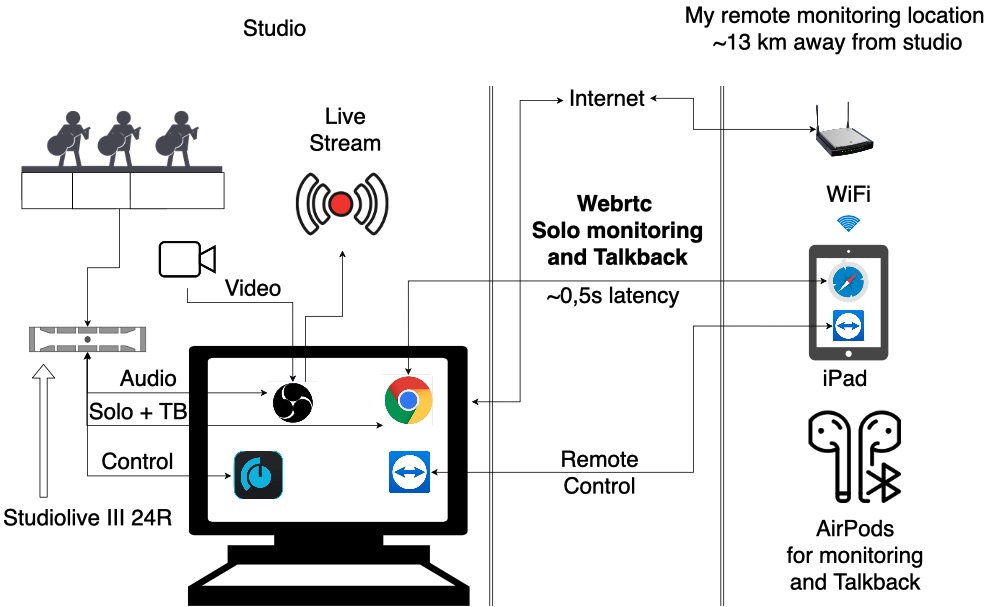 Studio
My remote monitoring location
~13 km away from studio
Live
Stream
Internet
WiFi
Webrtc
Solo monitoring
and Talkback
~0,5s latency
Video
iPad
Audio
Solo + TB
Control
Remote
Control
Studiolive III 24R
AirPods
for monitoring
and Talkback